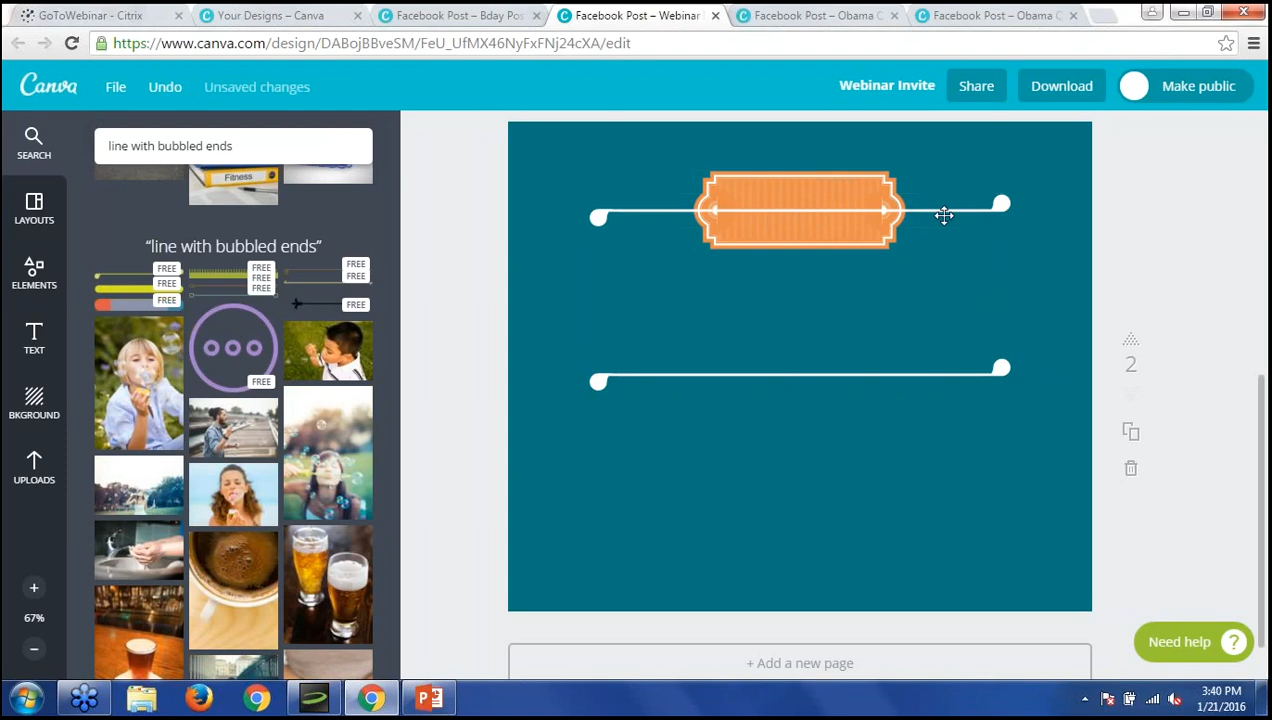 GoToWebinar - Citrix
Your Designs – Canva
Facebook Post – Bday Pos
Facebook Post – Webinar
Facebook Post – Obama C
Facebook Post – Obama C
https://www.canva.com/design/DABojBBveSM/FeU_UfMX46NyFxFNj24cXA/edit
Canva
File
Undo
Unsaved changes
Webinar Invite
Share
Download
Make public
SEARCH
LAYOUTS
ELEMENTS
TEXT
BKGROUND
UPLOADS
67%
line with bubbled ends
Fitness
“line with bubbled ends”
FREE
FREE
FREE
FREE
FREE
FREE
FREE
FREE
FREE
FREE
2
+ Add a new page
Need help ?
3:40 PM
1/21/2016